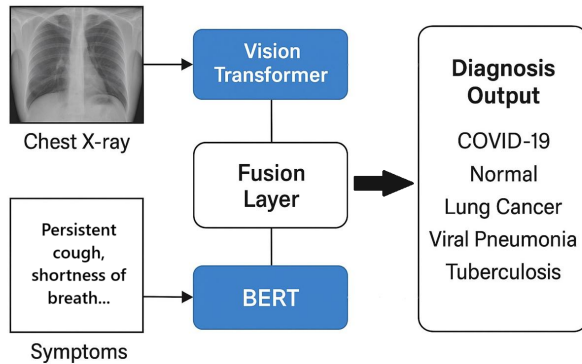 Chest X-ray
Persistent
cough,
shortness of
breath...
Symptoms
Vision
Transformer
Fusion
Layer
BERT
Diagnosis
Output
COVID-19
Normal
Lung Cancer
Viral Pneumonia
Tuberculosis